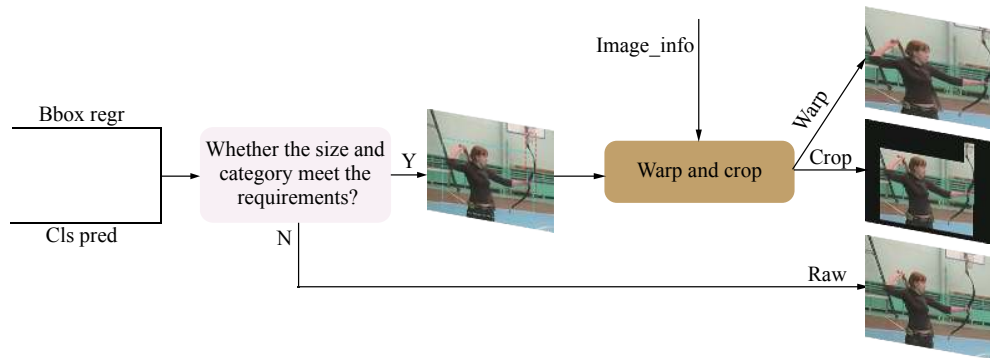 Image_info
Warp
Bbox regr
Whether the size and
category meet the
requirements?
Y
Warp and crop
Crop
Cls pred
N
Raw